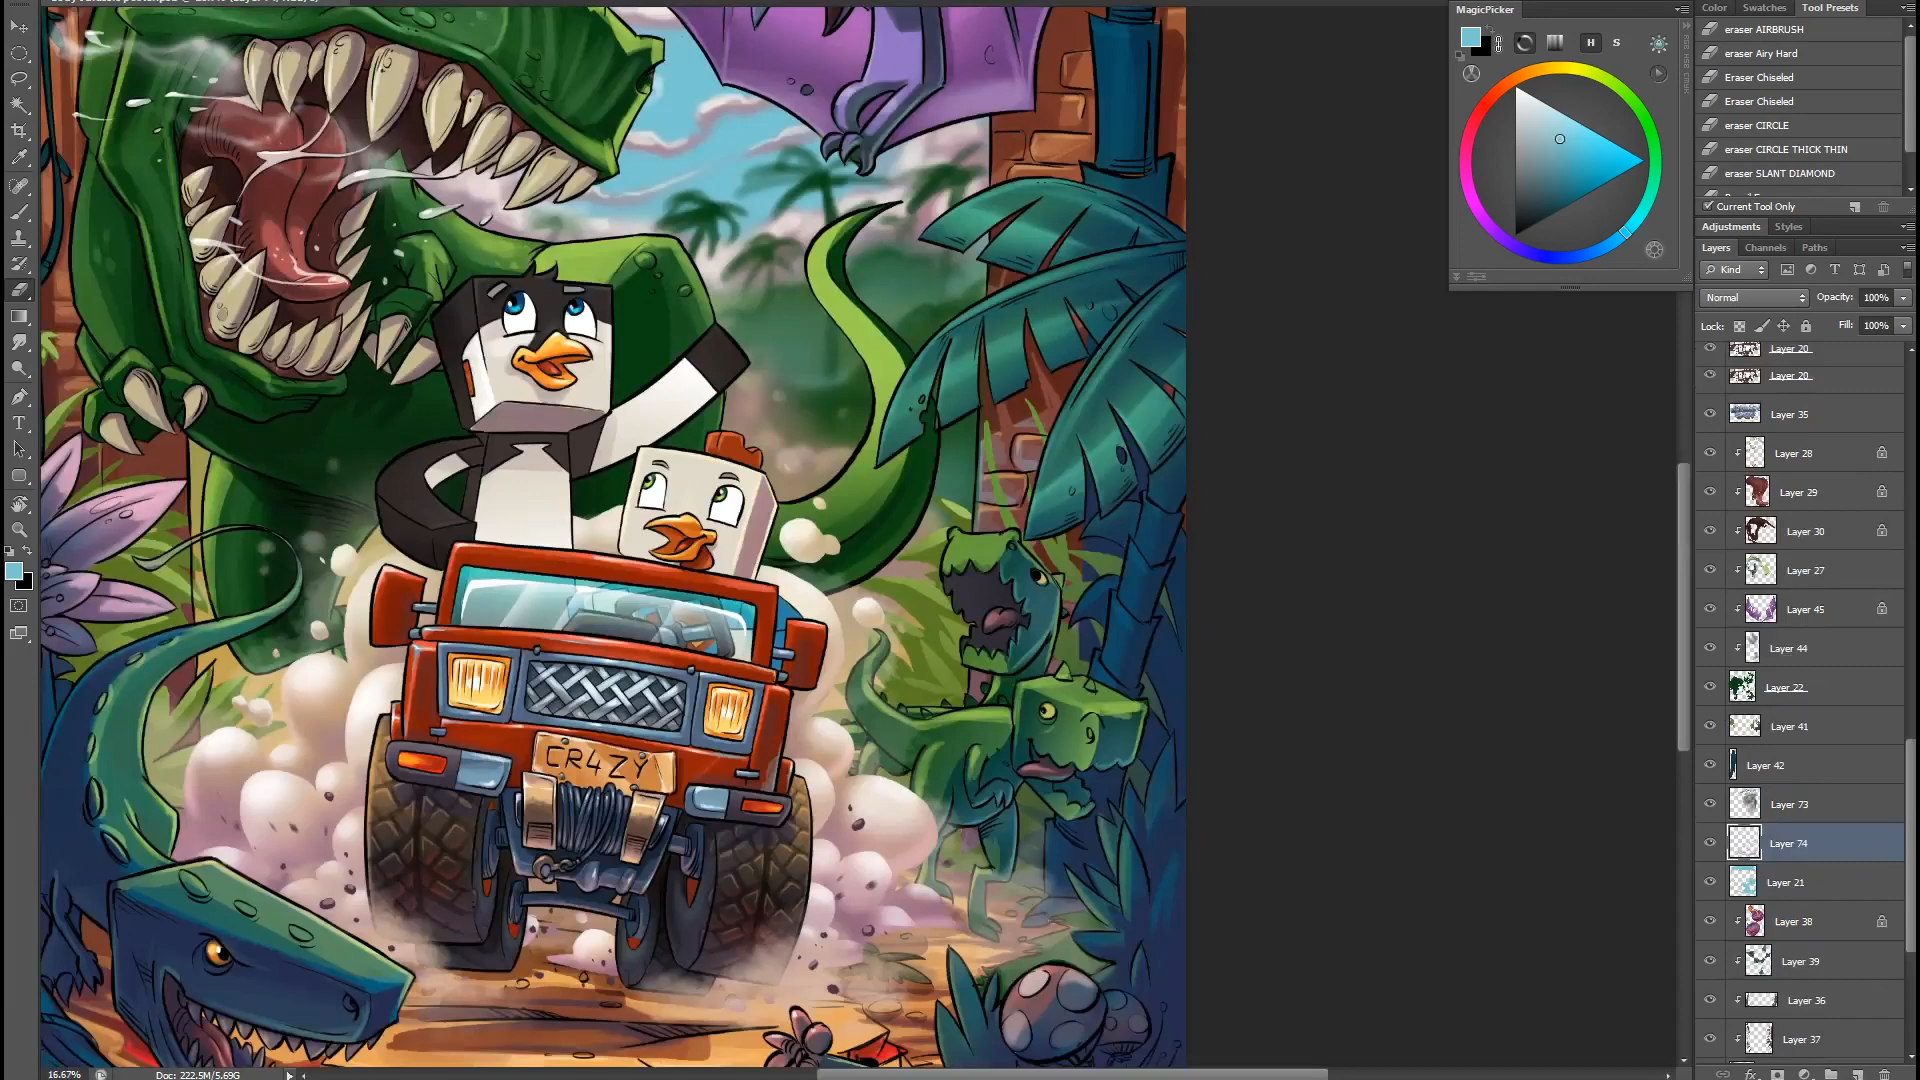 MagicPicker
Color Swatches Tool Presets
eraser AIRBRUSH
eraser Airy Hard
Eraser Chiseled
Eraser Chiseled
eraser CIRCLE
eraser CIRCLE THICK THIN
eraser SLANT DIAMOND
Current Tool Only
H S
Adjustments Styles
Layers Channels Paths
Kind
Normal Opacity: 100%
Lock: Fill: 100%
Layer 20
Layer 20
Layer 35
Layer 28
Layer 29
Layer 30
Layer 27
Layer 45
Layer 44
Layer 22
Layer 41
Layer 42
Layer 73
Layer 74
Layer 21
Layer 38
Layer 39
Layer 36
Layer 37
CR4ZY
16.67% Doc: 222.5M/5.69G